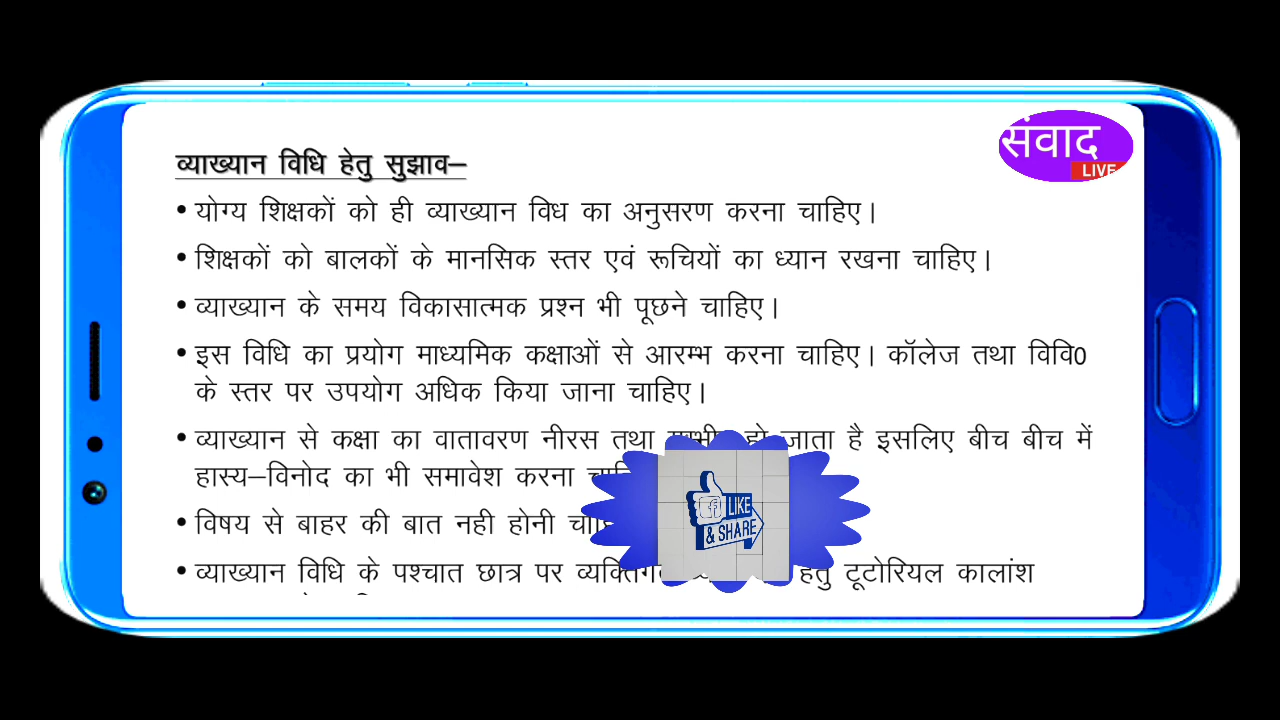 संवाद
LIVE
व्याख्यान विधि हेतु सुझाव–
• योग्य शिक्षकों को ही व्याख्यान विध का अनुसरण करना चाहिए।
• शिक्षकों को बालकों के मानसिक स्तर एवं रूचियों का ध्यान रखना चाहिए।
• व्याख्यान के समय विकासात्मक प्रश्न भी पूछने चाहिए।
• इस विधि का प्रयोग माध्यमिक कक्षाओं से आरम्भ करना चाहिए। कॉलेज तथा विवि0
के स्तर पर उपयोग अधिक किया जाना चाहिए।
• व्याख्यान से कक्षा का वातावरण नीरस तथा हो जाता है इसलिए बीच बीच में
हास्य–विनोद का भी समावेश करना
• विषय से बाहर की बात नही होनी
• व्याख्यान विधि के पश्चात छात्र पर हेतु टूटोरियल कालांश
LIKE
& SHARE